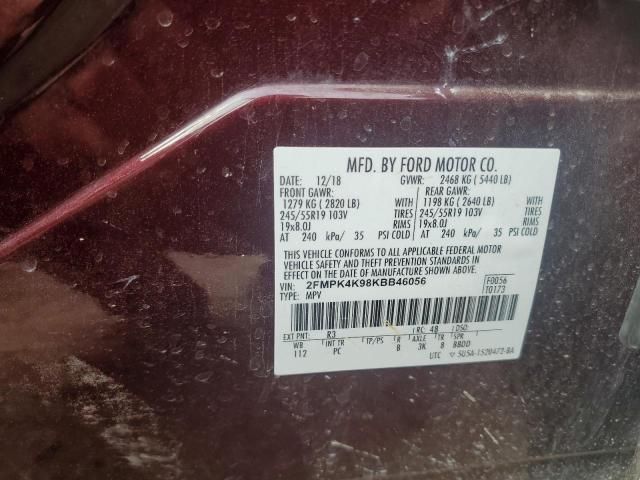 MFD. BY FORD MOTOR CO.
DATE: 12/18 GVWR: 2468 KG ( 5440 LB)
FRONT GAWR: REAR GAWR:
1279 KG ( 2820 LB) WITH 1198 KG ( 2640 LB) WITH
245/55R19 103V TIRES 245/55R19 103V TIRES
19x8.0J RIMS 19x8.0J RIMS
AT 240 kPa/ 35 PSI COLD AT 240 kPa/ 35 PSI COLD
THIS VEHICLE CONFORMS TO ALL APPLICABLE FEDERAL MOTOR
VEHICLE SAFETY AND THEFT PREVENTION STANDARDS IN
EFFECT ON THE DATE OF MANUFACTURE SHOWN ABOVE.
VIN: 2FMPK4K98KBB46056 F0056
TYPE: MPV T0173
EXT PNT: R3 RC: 48 DSO:
WB INT TR TP/PS R AXLE TR SPR
112 PC B 3K 8 BBDD
UTC 5U5A-1520472-BA